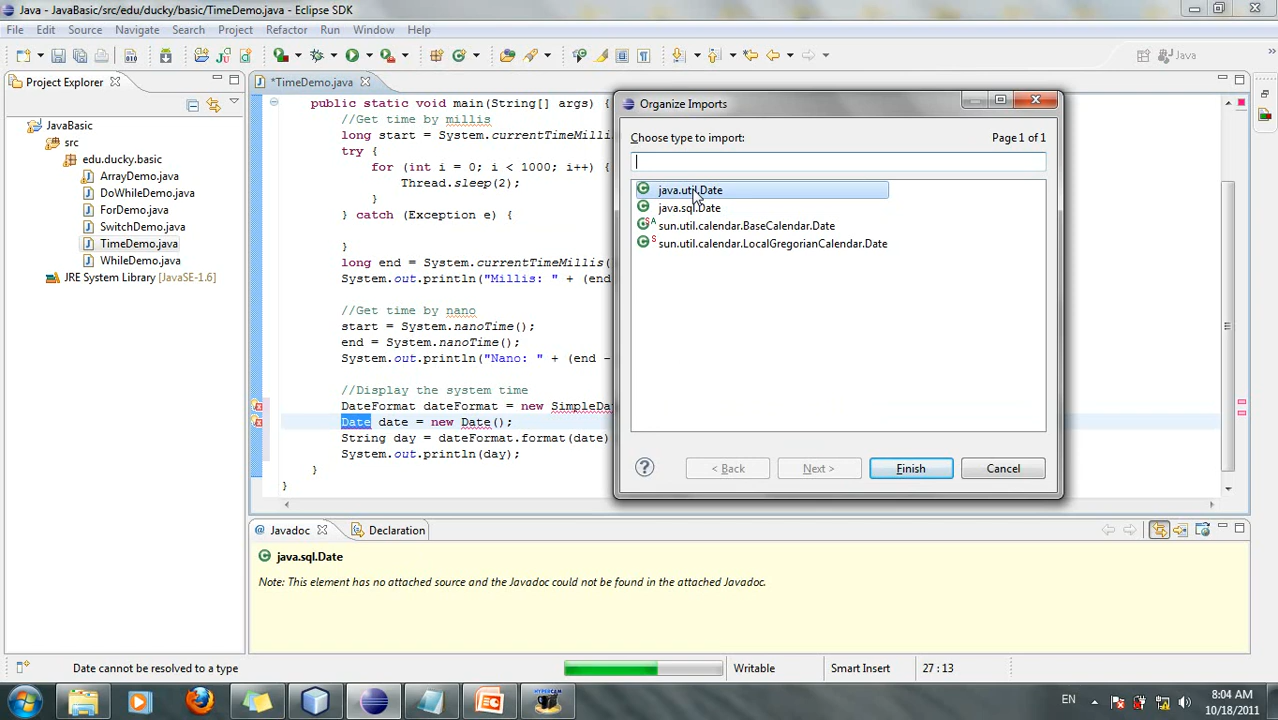 Java - JavaBasic/src/edu/ducky/basic/TimeDemo.java - Eclipse SDK
File Edit Source Navigate Search Project Refactor Run Window Help
Java
Project Explorer
JavaBasic
src
edu.ducky.basic
ArrayDemo.java
DoWhileDemo.java
ForDemo.java
SwitchDemo.java
TimeDemo.java
WhileDemo.java
JRE System Library [JavaSE-1.6]
*TimeDemo.java
public static void main(String[] args) {
//Get time by millis
long start = System.currentTimeMilli
try {
for (int i = 0; i < 1000; i++) {
Thread.sleep(2);
}
} catch (Exception e) {
}
long end = System.currentTimeMillis(
System.out.println("Millis: " + (end
//Get time by nano
start = System.nanoTime();
end = System.nanoTime();
System.out.println("Nano: " + (end -
//Display the system time
DateFormat dateFormat = new SimpleDa
Date date = new Date();
String day = dateFormat.format(date)
System.out.println(day);
}
}
Organize Imports
Choose type to import: Page 1 of 1
java.util.Date
java.sql.Date
sun.util.calendar.BaseCalendar.Date
sun.util.calendar.LocalGregorianCalendar.Date
< Back Next > Finish Cancel
@ Javadoc Declaration
java.sql.Date
Note: This element has no attached source and the Javadoc could not be found in the attached Javadoc.
Date cannot be resolved to a type Writable Smart Insert 27 : 13
EN
8:04 AM
10/18/2011